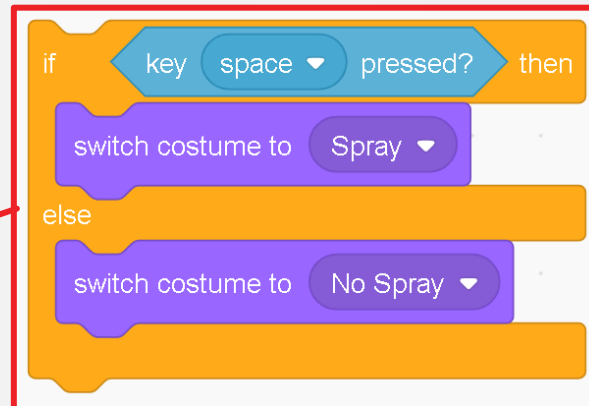 if key space pressed? then
switch costume to Spray
else
switch costume to No Spray